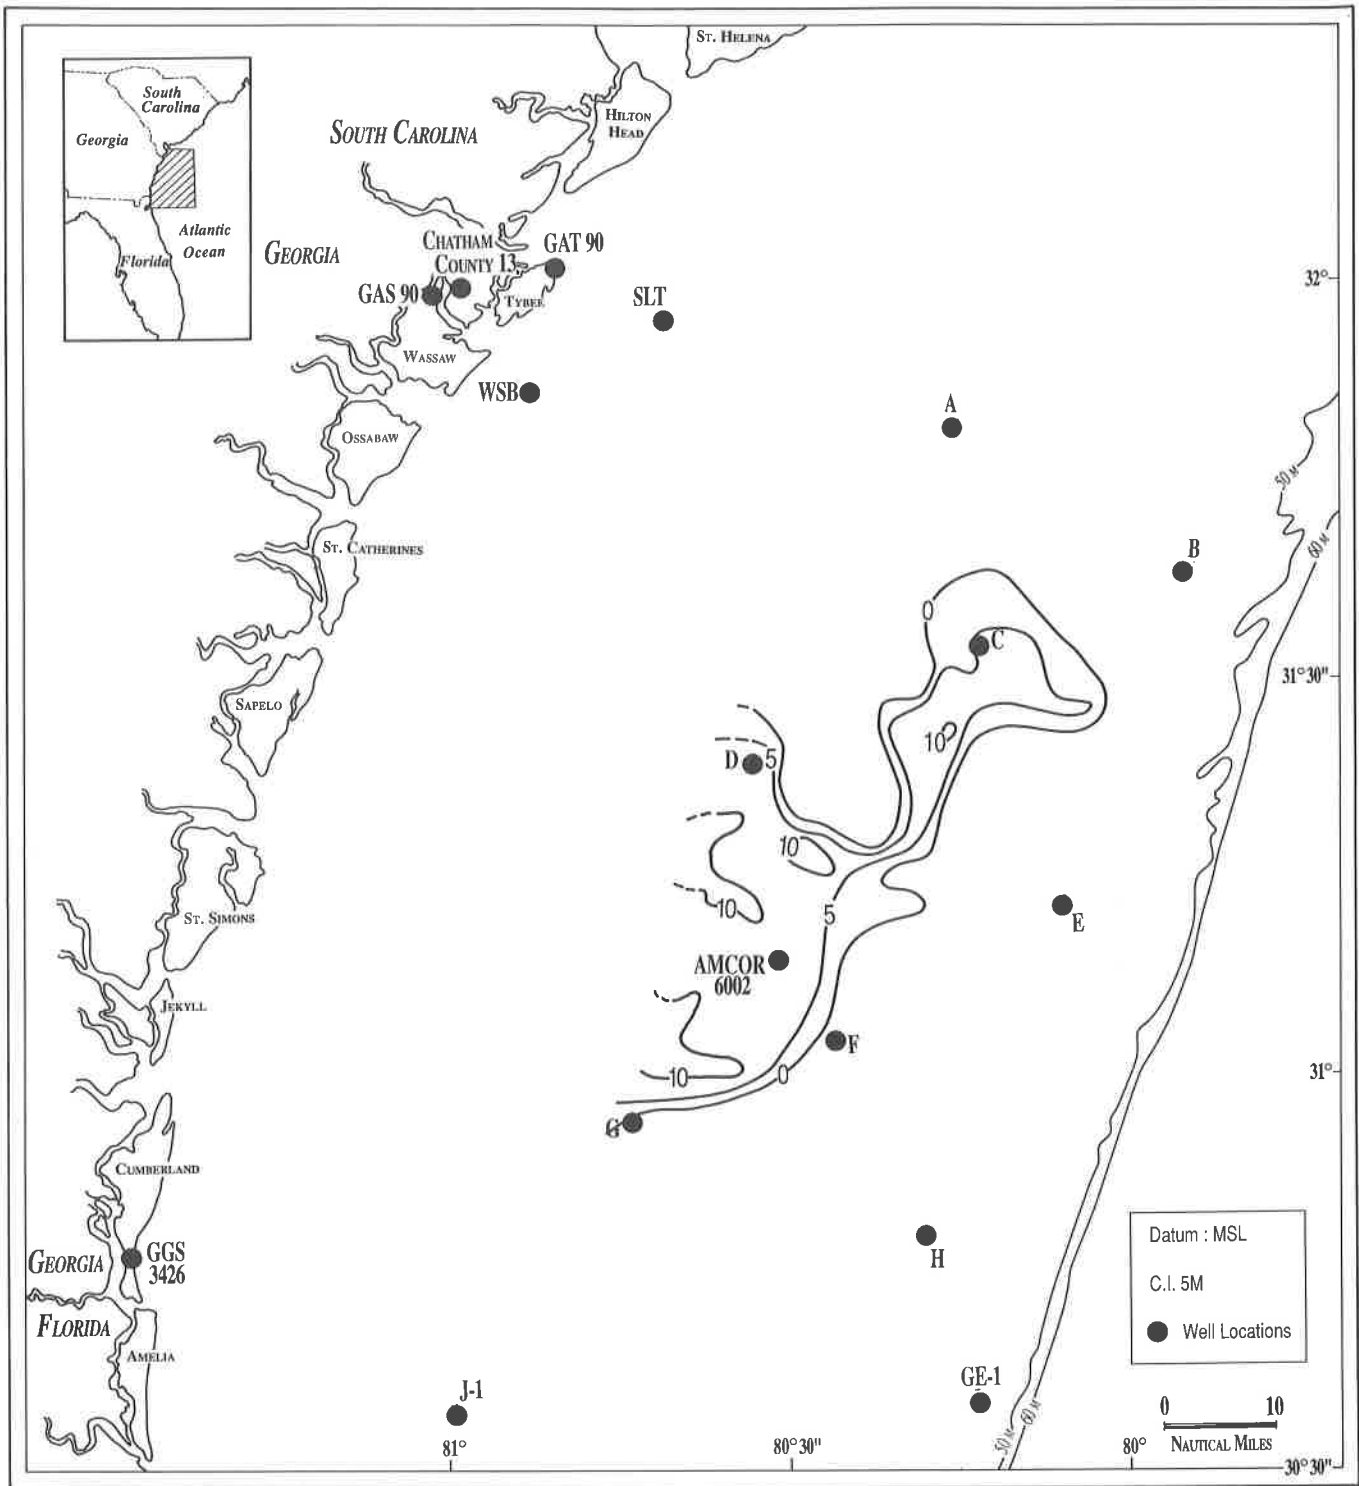 ST. HELENA
South
Carolina
Georgia
Atlantic
Ocean
Florida
SOUTH CAROLINA
HILTON
HEAD
GEORGIA
CHATHAM
COUNTY 13
GAT 90
GAS 90
TYBEE
SLT
32°
WASSAW
WSB
A
OSSABAW
50 M
60 M
ST. CATHERINES
B
0
C
31°30"
SAPELO
10
D
5
10
10
5
E
ST. SIMONS
AMCOR
6002
JEKYLL
F
31°
10
0
G
CUMBERLAND
GGS
3426
GEORGIA
H
Datum : MSL
C.I. 5M
Well Locations
FLORIDA
AMELIA
J-1
GE-1
50 M
60 M
0 10
NAUTICAL MILES
81°
80°30"
80°
30°30"